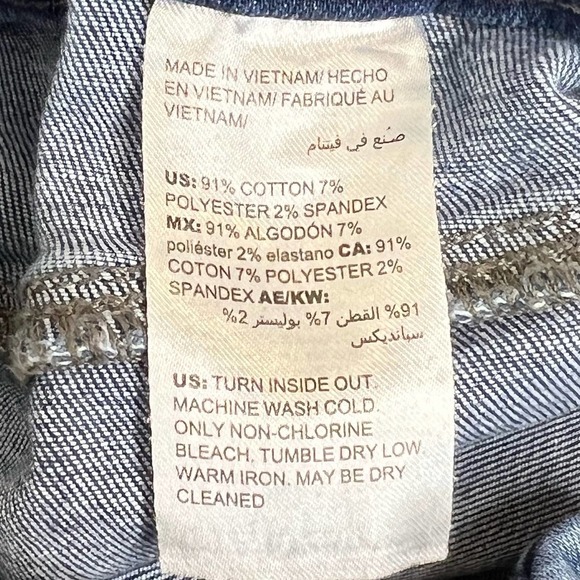 MADE IN VIETNAM/ HECHO
EN VIETNAM/ FABRIQUÉ AU
VIETNAM/
صُنع في ڤيتنام
US: 91% COTTON 7%
POLYESTER 2% SPANDEX
MX: 91% ALGODÓN 7%
poliéster 2% elastano CA: 91%
COTON 7% POLYESTER 2%
SPANDEX AE/KW:
91% القطن 7% بوليستر 2%
سبانديكس
US: TURN INSIDE OUT.
MACHINE WASH COLD.
ONLY NON-CHLORINE
BLEACH. TUMBLE DRY LOW.
WARM IRON. MAY BE DRY
CLEANED